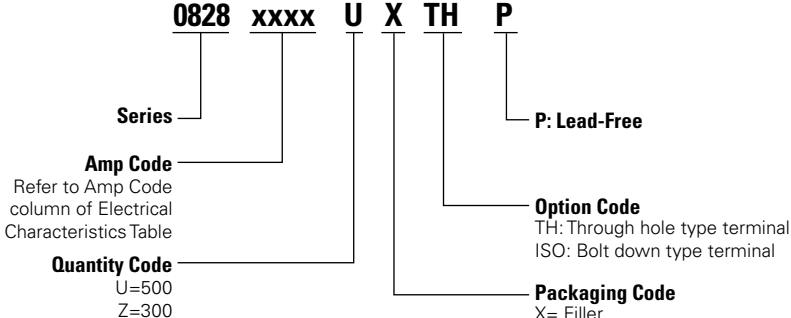 0828 xxxx U X TH P
Series
Amp Code
Refer to Amp Code
column of Electrical
Characteristics Table
Quantity Code
U=500
Z=300
P: Lead-Free
Option Code
TH: Through hole type terminal
ISO: Bolt down type terminal
Packaging Code
X= Filler